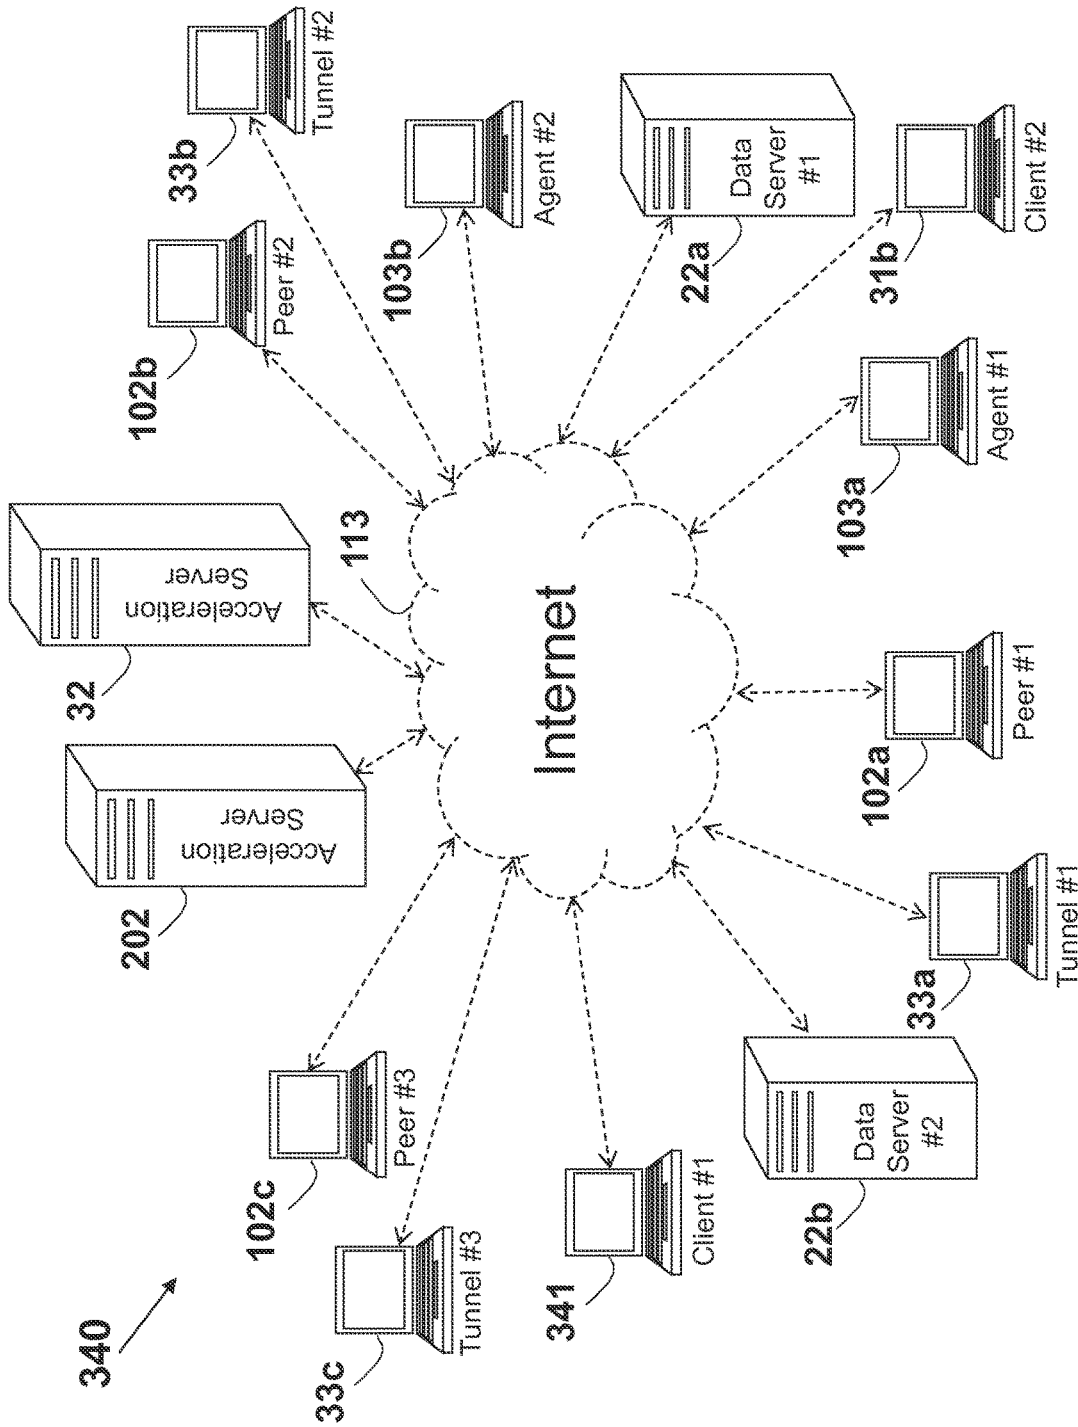 340
32
202
102b
33b
Acceleration
Server
Acceleration
Server
102c
Peer #2
Tunnel #2
33c
113
103b
Peer #3
Tunnel #3
Agent #2
Internet
341
22a
Client #1
Data
Server
#1
22b
103a
Data
Server
#2
102a
31b
33a
Agent #1
Peer #1
Client #2
Tunnel #1